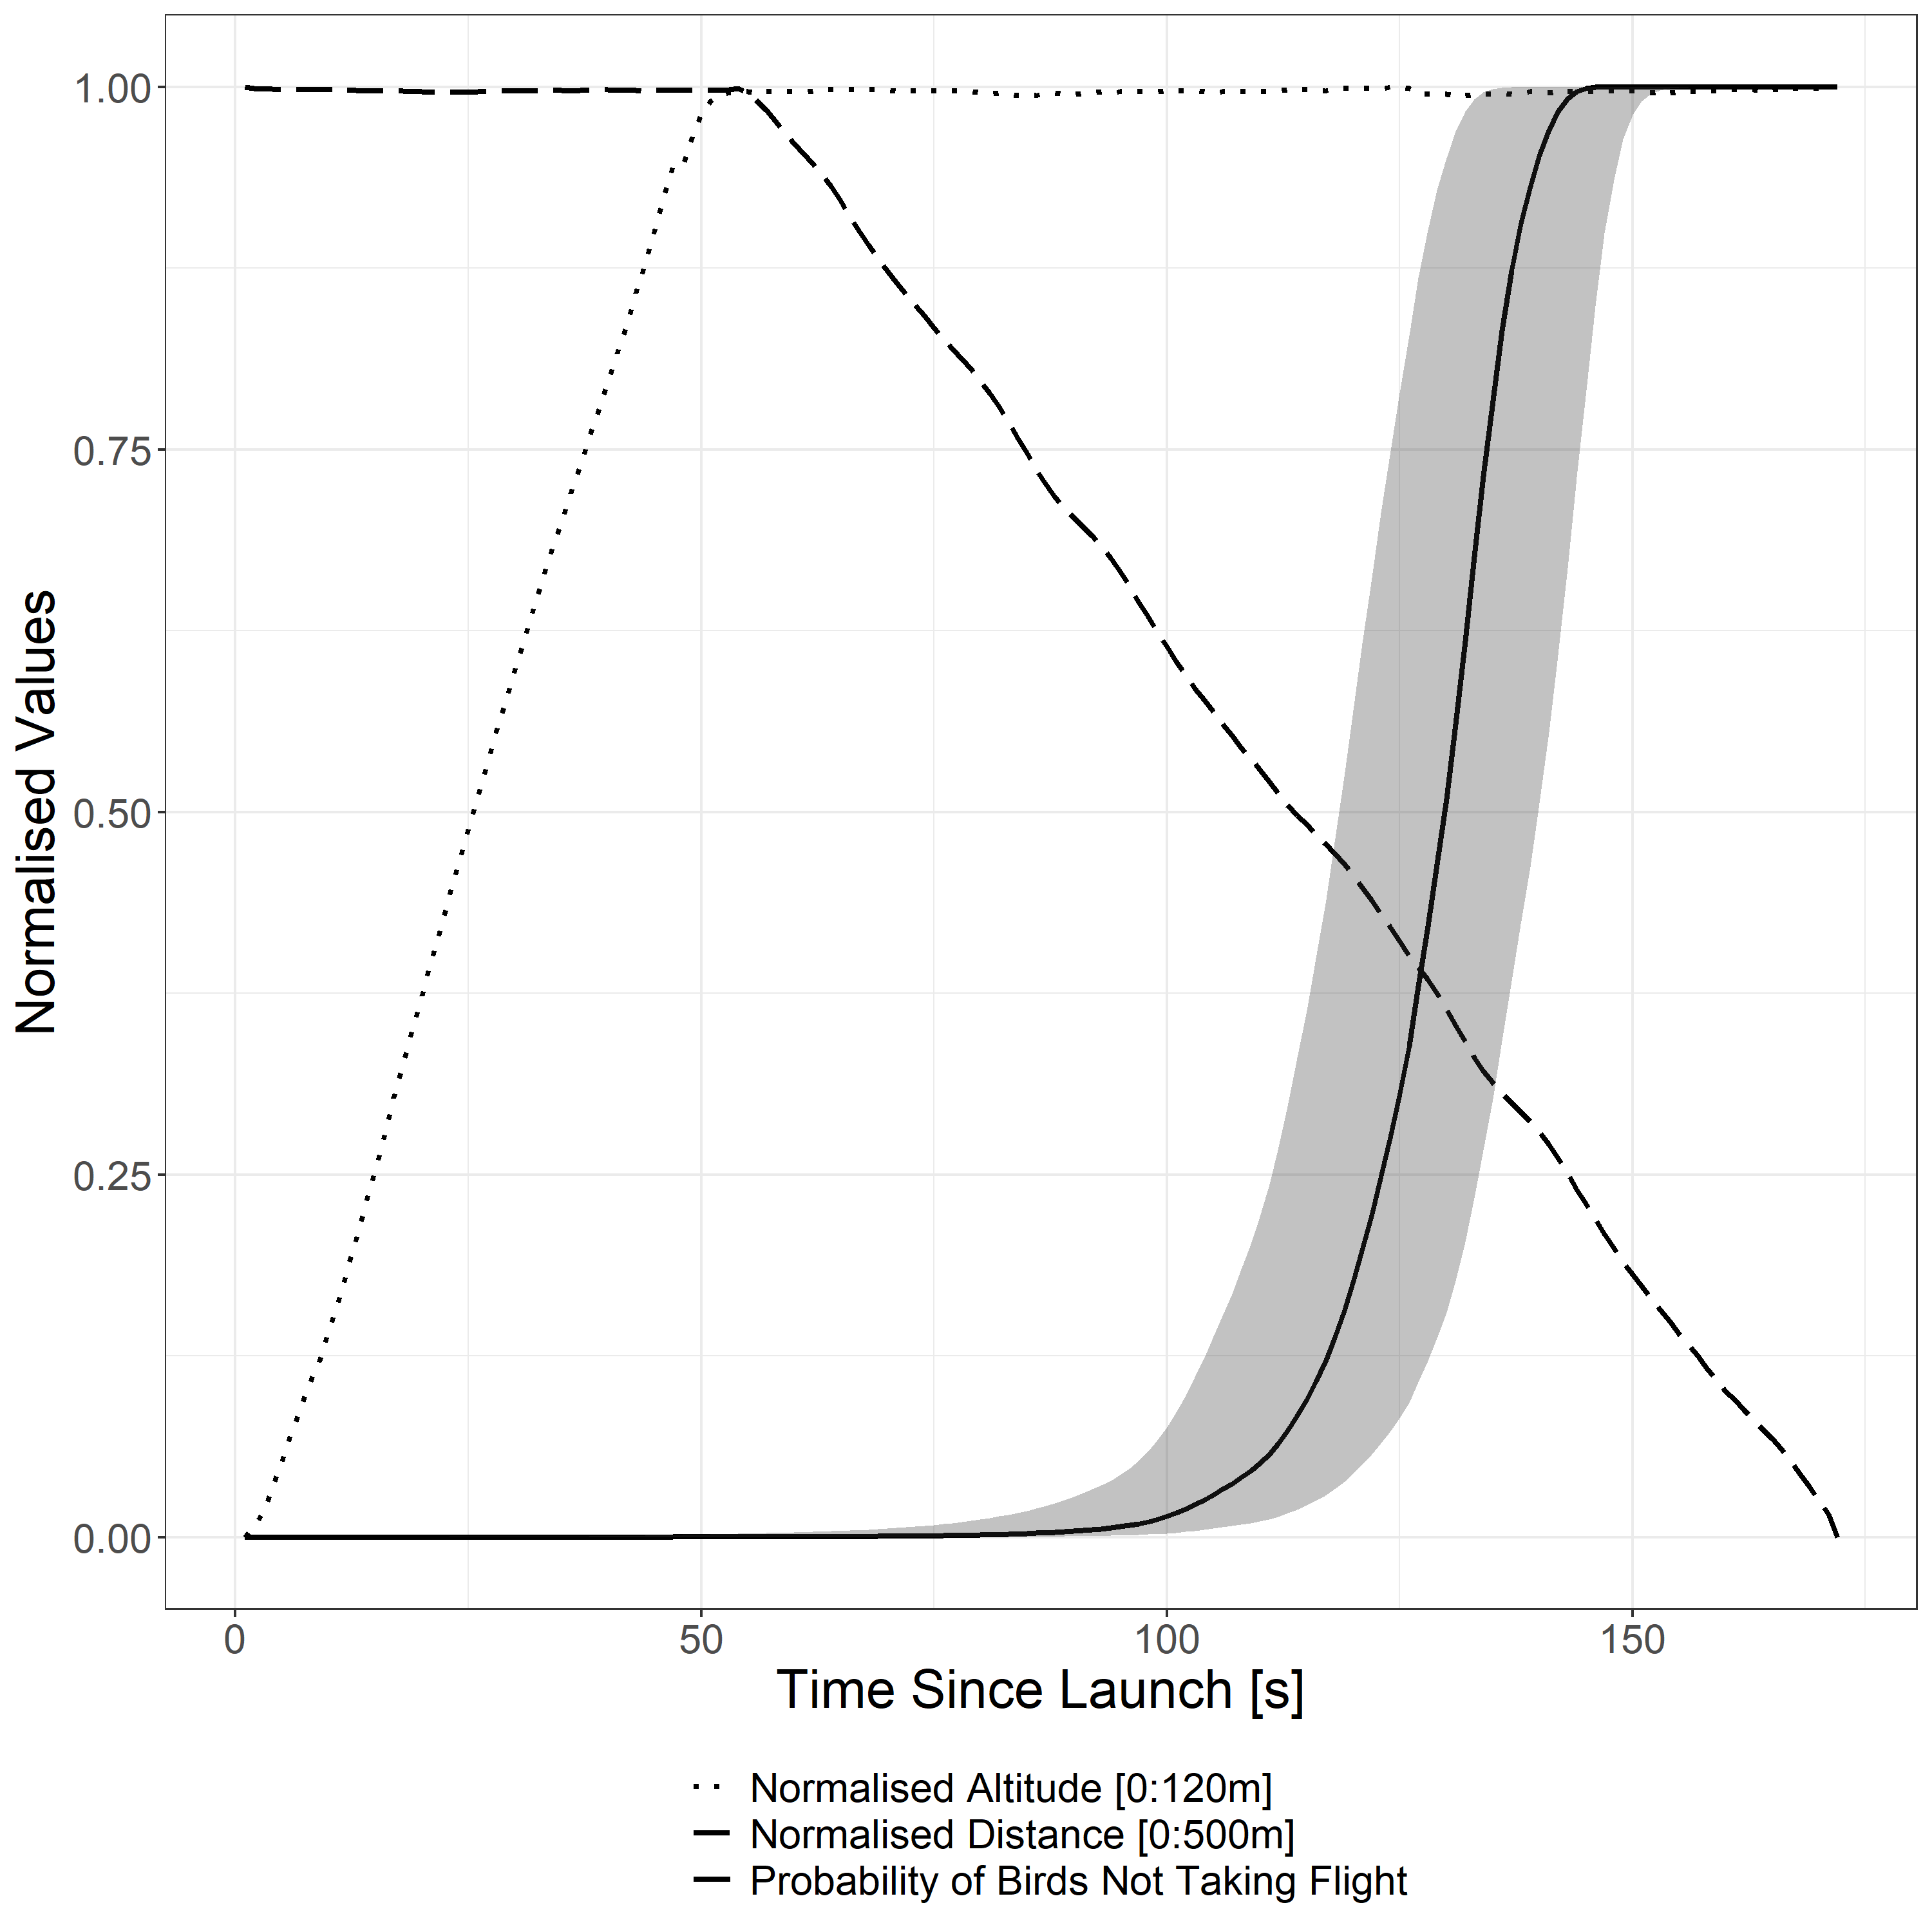 1.00
0.75
0.50
0.25
0.00
Normalised Values
0 50 100 150
Time Since Launch [s]
Normalised Altitude [0:120m]
Normalised Distance [0:500m]
Probability of Birds Not Taking Flight